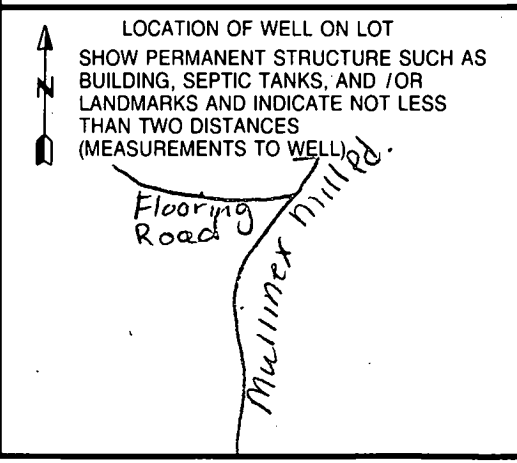 LOCATION OF WELL ON LOT
SHOW PERMANENT STRUCTURE SUCH AS
BUILDING, SEPTIC TANKS, AND /OR
LANDMARKS AND INDICATE NOT LESS
THAN TWO DISTANCES
(MEASUREMENTS TO WELL)
N
Flooring
Road
Mullinex Mill Rd.